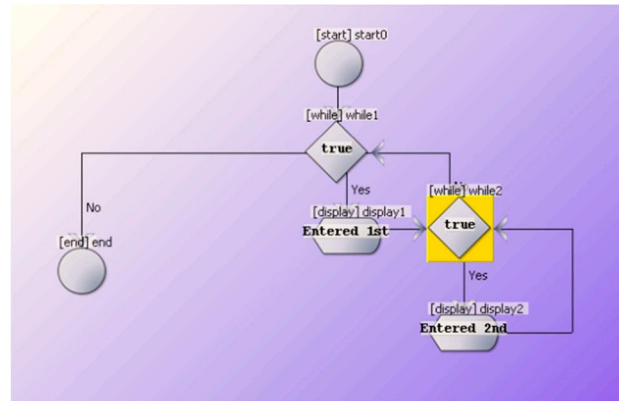 [start] start0
[while] while1
true
Yes
No
[display] display1
Entered 1st
[while] while2
true
[end] end
Yes
[display] display2
Entered 2nd